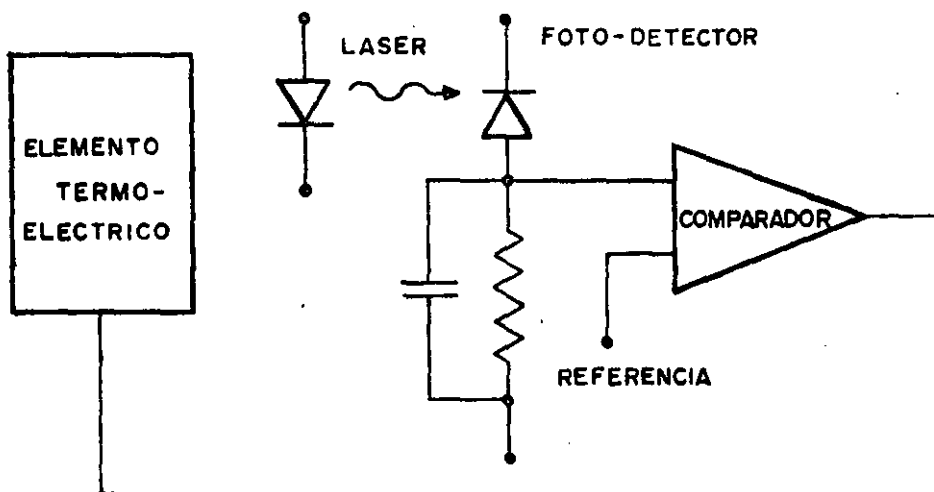 LASER
FOTO-DETECTOR
ELEMENTO
TERMO-
ELECTRICO
COMPARADOR
REFERENCIA